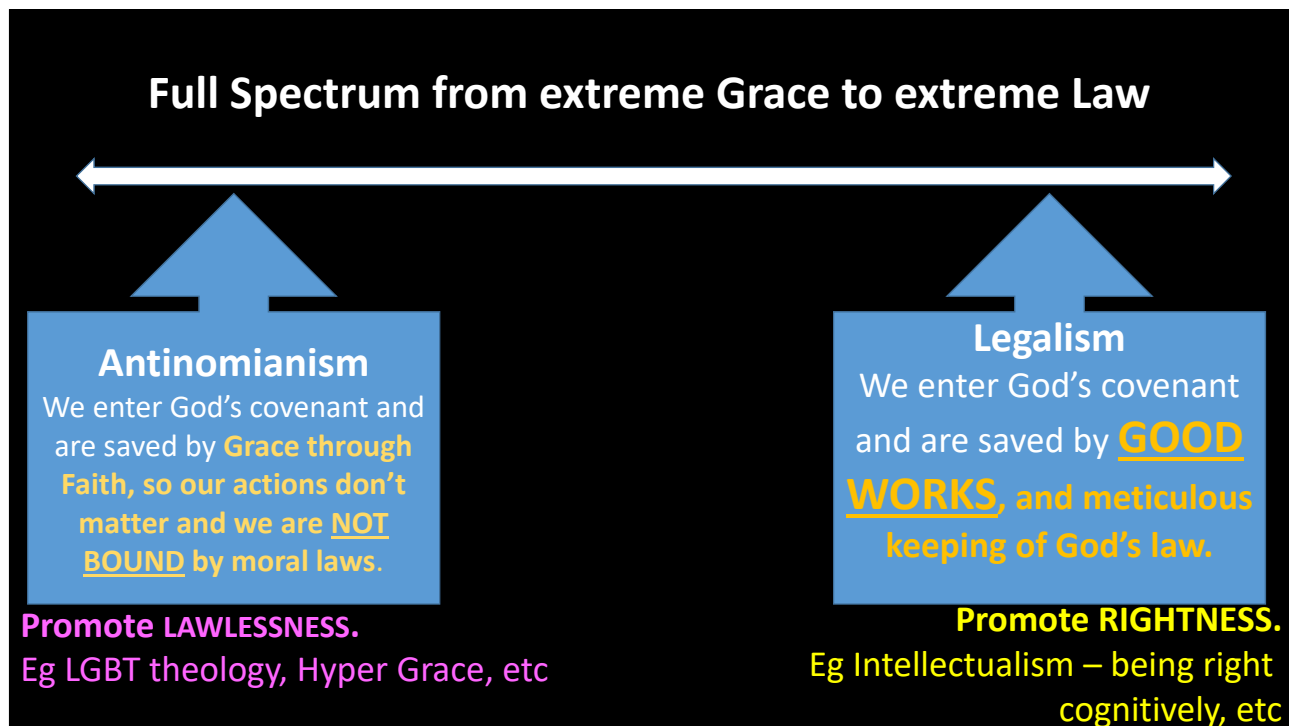 Full Spectrum from extreme Grace to extreme Law
Antinomianism
We enter God’s covenant and
are saved by Grace through
Faith, so our actions don’t
matter and we are NOT
BOUND by moral laws.
Promote LAWLESSNESS.
Eg LGBT theology, Hyper Grace, etc
Legalism
We enter God’s covenant
and are saved by GOOD
WORKS, and meticulous
keeping of God’s law.
Promote RIGHTNESS.
Eg Intellectualism – being right
cognitively, etc